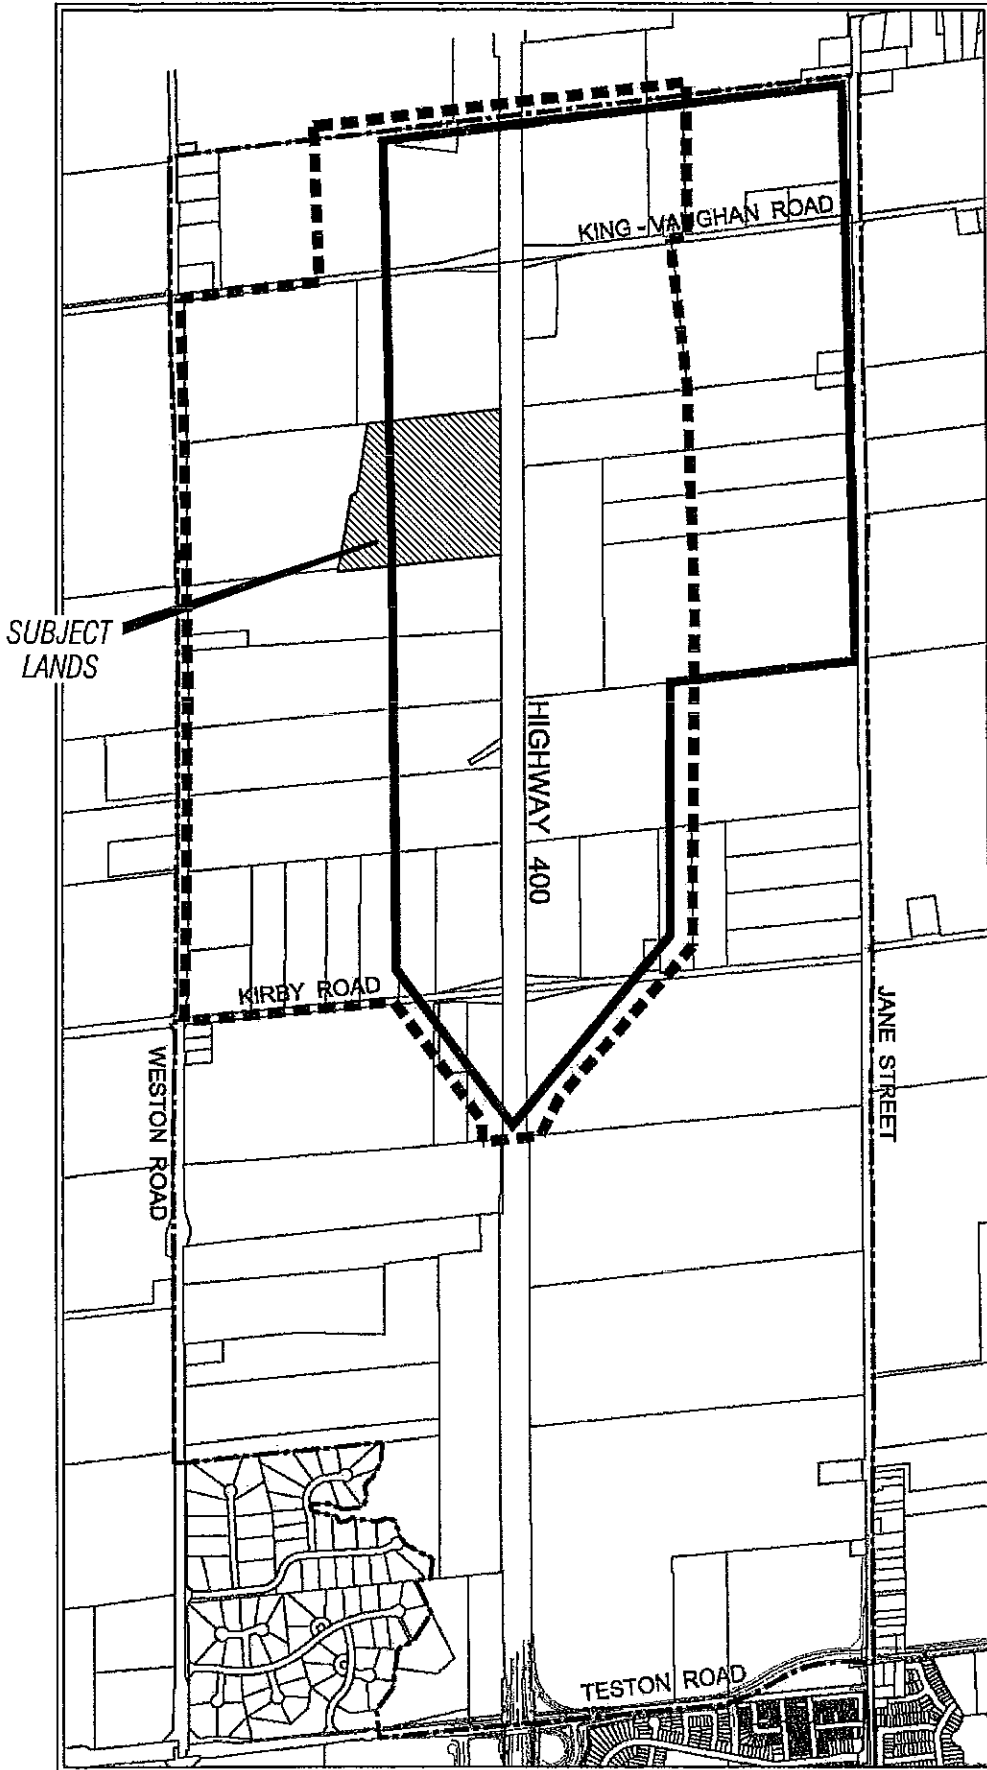 KING - VAUGHAN ROAD
SUBJECT
LANDS
HIGHWAY 400
KIRBY ROAD
WESTON ROAD
JANE STREET
TESTON ROAD